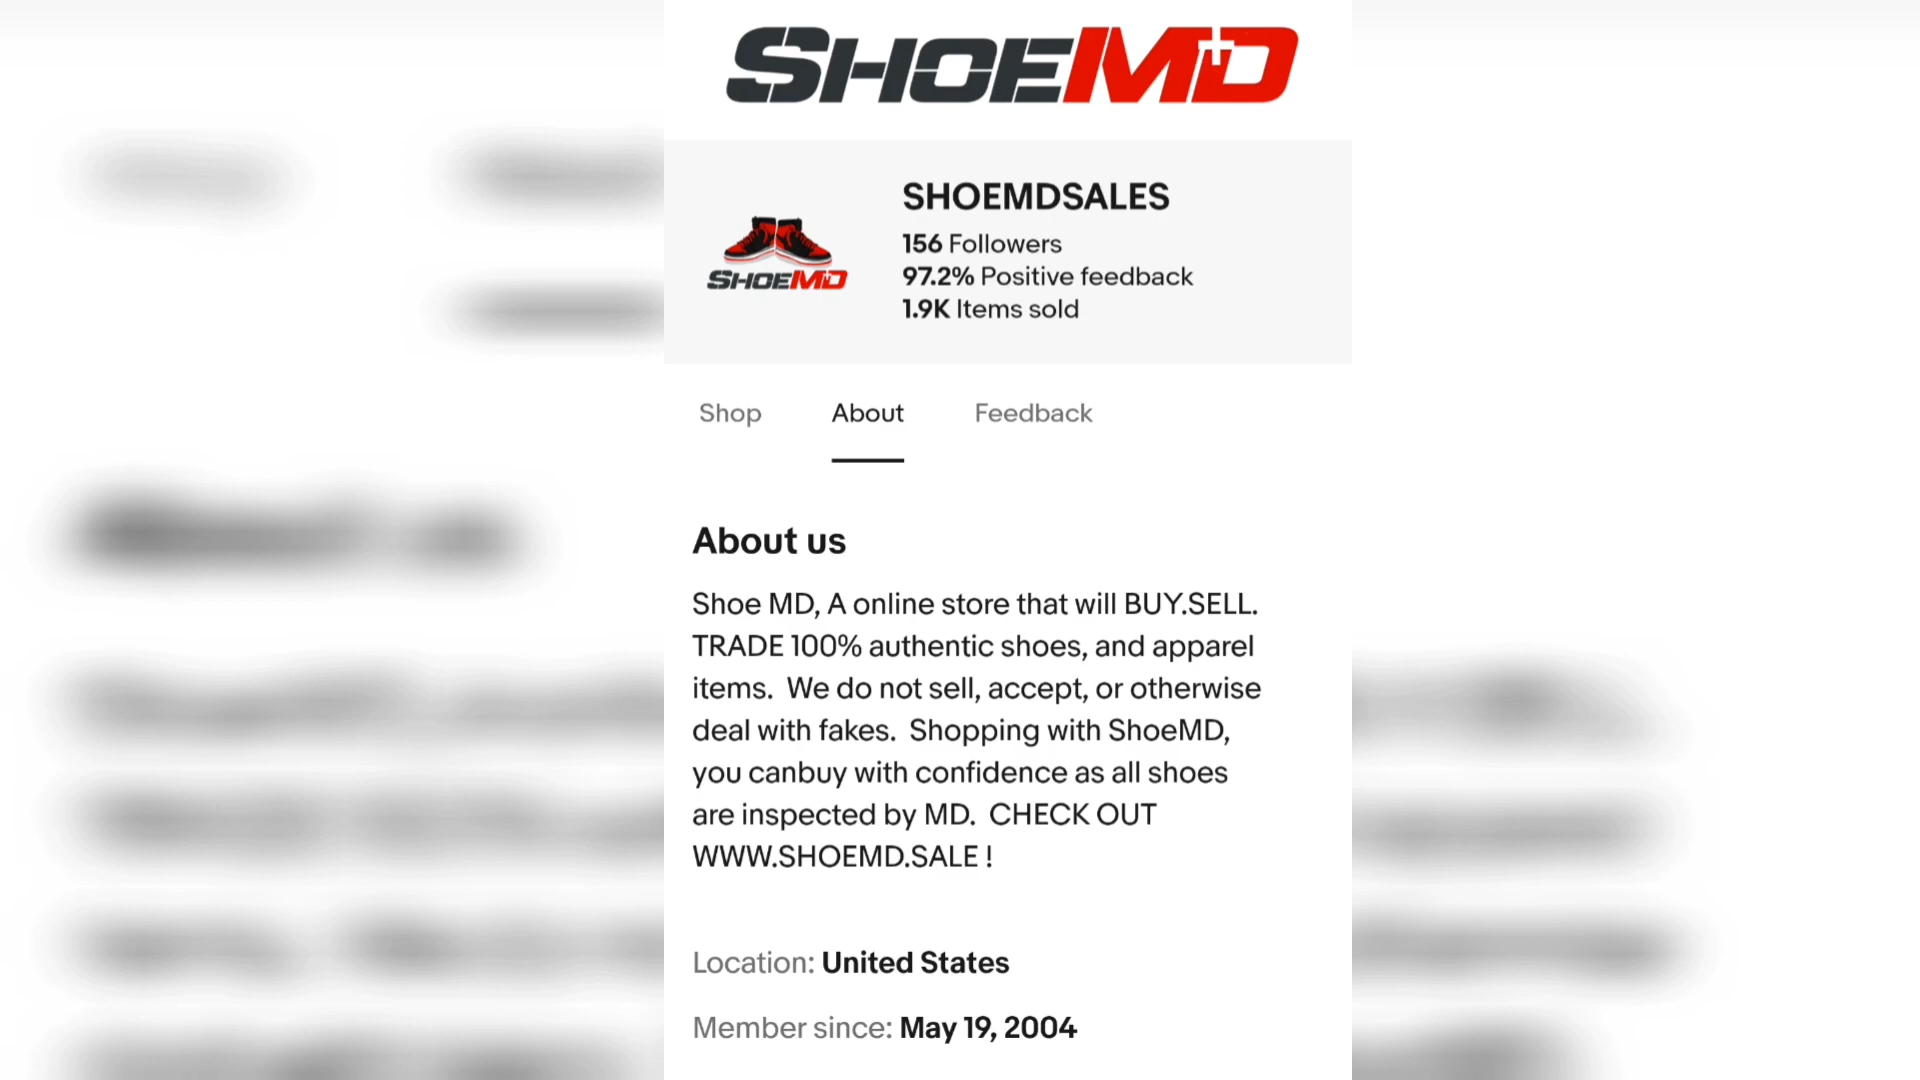 SHOEMD
SHOEMDSALES
156 Followers
97.2% Positive feedback
1.9K Items sold
SHOEMD
Shop About Feedback
About us
Shoe MD, A online store that will BUY.SELL.
TRADE 100% authentic shoes, and apparel
items.  We do not sell, accept, or otherwise
deal with fakes.  Shopping with ShoeMD,
you canbuy with confidence as all shoes
are inspected by MD.  CHECK OUT
WWW.SHOEMD.SALE !
Location: United States
Member since: May 19, 2004